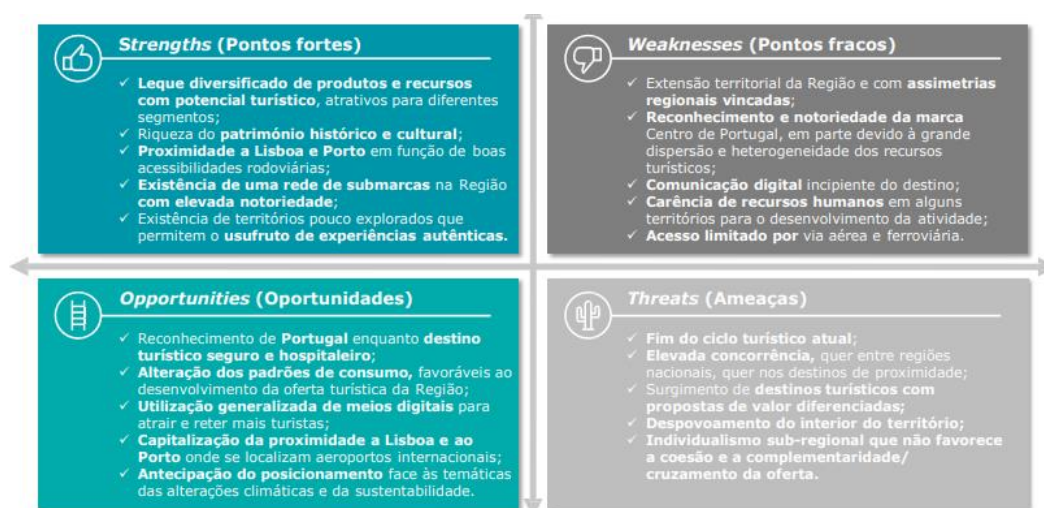 Strengths (Pontos fortes)
✓ Leque diversificado de produtos e recursos
com potencial turístico, atrativos para diferentes
segmentos;
✓ Riqueza do património histórico e cultural;
✓ Proximidade a Lisboa e Porto em função de boas
acessibilidades rodoviárias;
✓ Existência de uma rede de submarcas na Região
com elevada notoriedade;
✓ Existência de territórios pouco explorados que
permitem o usufruto de experiências autênticas.
Weaknesses (Pontos fracos)
✓ Extensão territorial da Região e com assimetrias
regionais vincadas;
✓ Reconhecimento e notoriedade da marca
Centro de Portugal, em parte devido à grande
dispersão e heterogeneidade dos recursos
turísticos;
✓ Comunicação digital incipiente do destino;
✓ Carência de recursos humanos em alguns
territórios para o desenvolvimento da atividade;
✓ Acesso limitado por via aérea e ferroviária.
Opportunities (Oportunidades)
✓ Reconhecimento de Portugal enquanto destino
turístico seguro e hospitaleiro;
✓ Alteração dos padrões de consumo, favoráveis ao
desenvolvimento da oferta turística da Região;
✓ Utilização generalizada de meios digitais para
atrair e reter mais turistas;
✓ Capitalização da proximidade a Lisboa e ao
Porto onde se localizam aeroportos internacionais;
✓ Antecipação do posicionamento face às temáticas
das alterações climáticas e da sustentabilidade.
Threats (Ameaças)
✓ Fim do ciclo turístico atual;
✓ Elevada concorrência, quer entre regiões
nacionais, quer nos destinos de proximidade;
✓ Surgimento de destinos turísticos com
propostas de valor diferenciadas;
✓ Despovoamento do interior do território;
✓ Individualismo sub-regional que não favorece
a coesão e a complementaridade/
cruzamento da oferta.